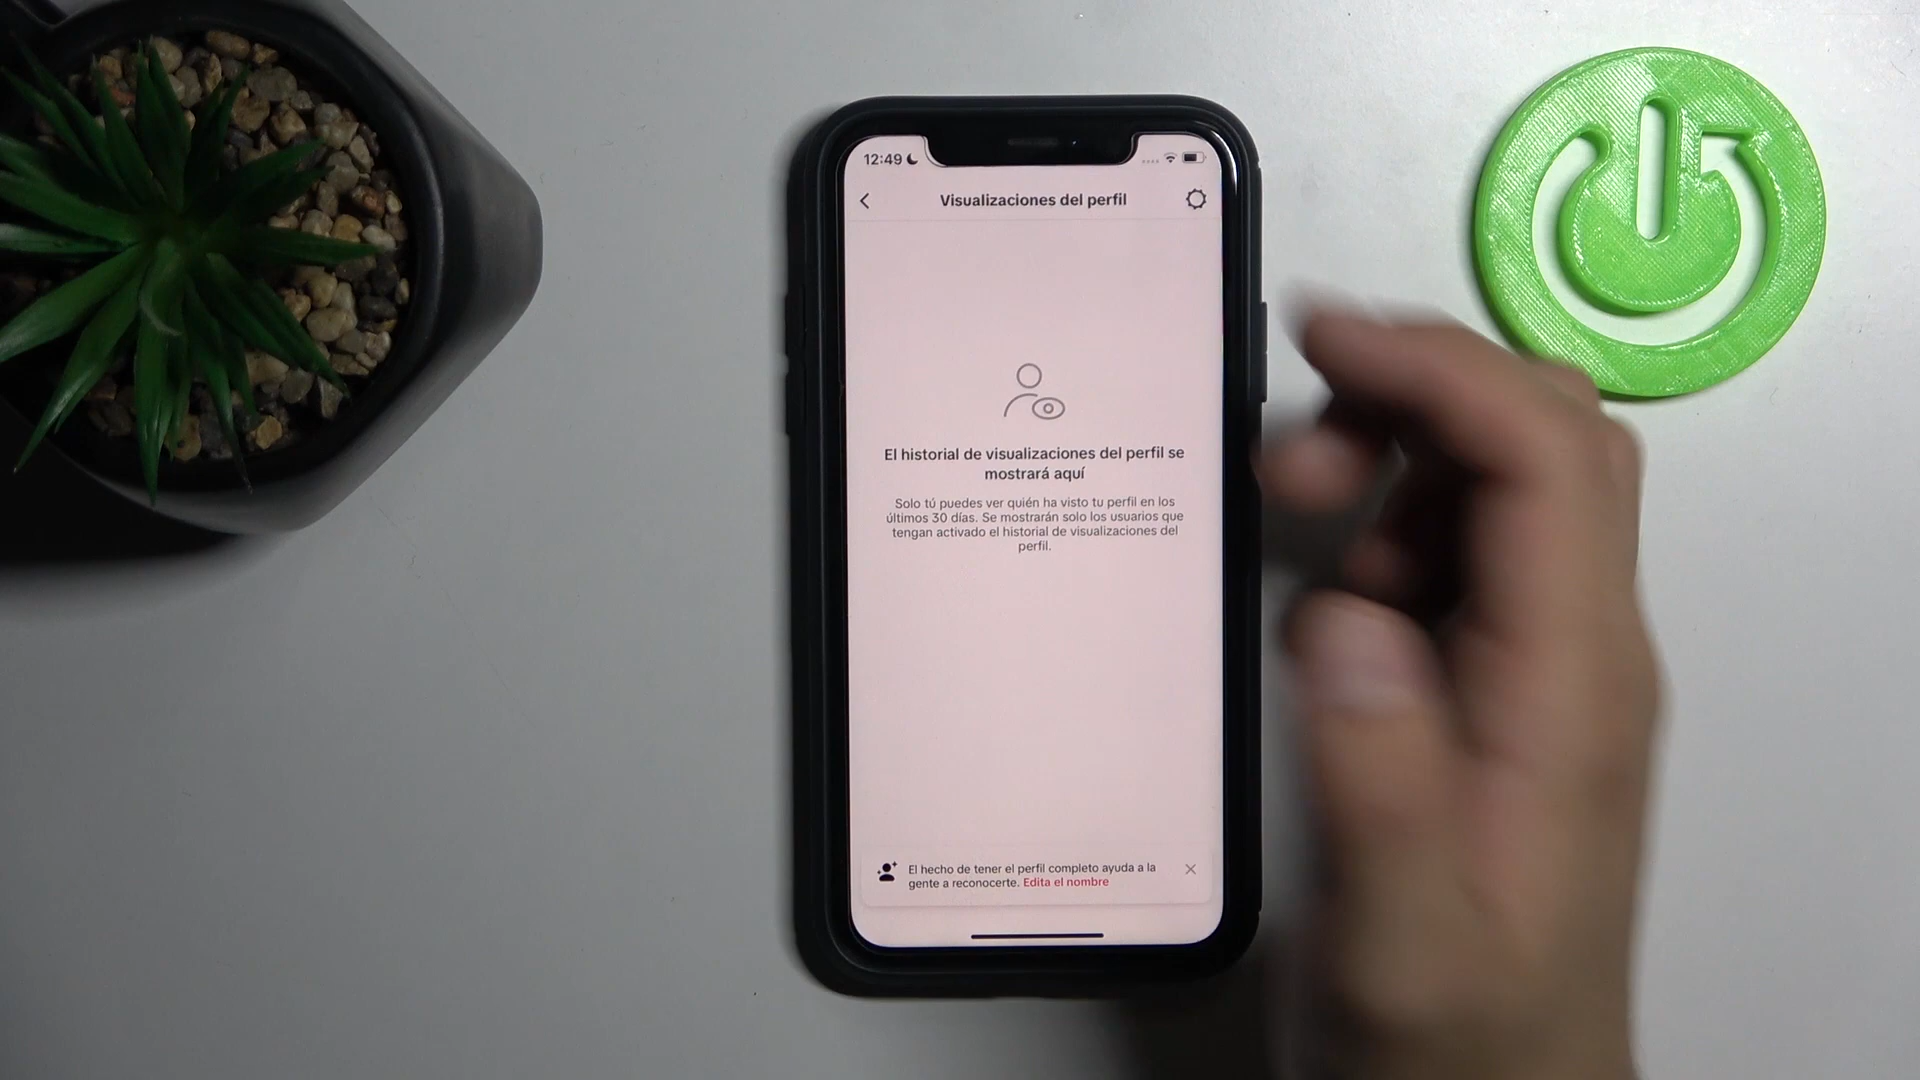 12:49
Visualizaciones del perfil
El historial de visualizaciones del perfil se
mostrará aquí
Solo tú puedes ver quién ha visto tu perfil en los
últimos 30 días. Se mostrarán solo los usuarios que
tengan activado el historial de visualizaciones del
perfil.
El hecho de tener el perfil completo ayuda a la
gente a reconocerte. Edita el nombre